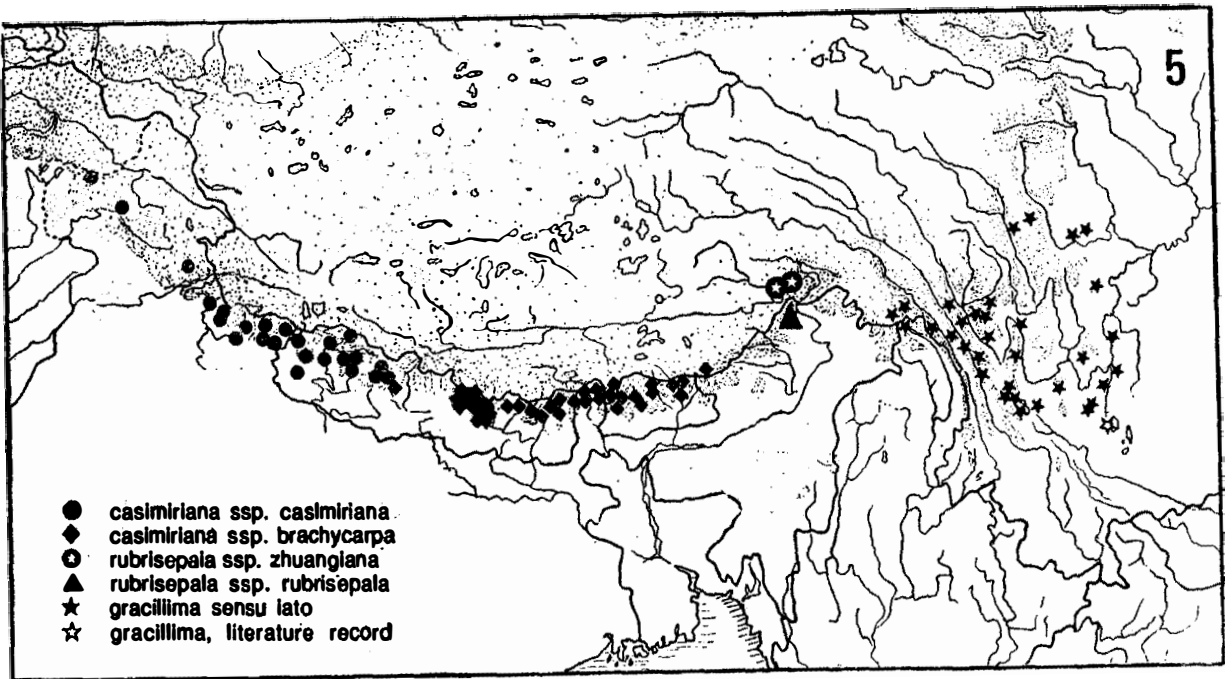 5
casimiriana ssp. casimiriana
casimiriana ssp. brachycarpa
rubrisepala ssp. zhuangiana
rubrisepala ssp. rubrisepala
gracillima sensu lato
gracillima, literature record